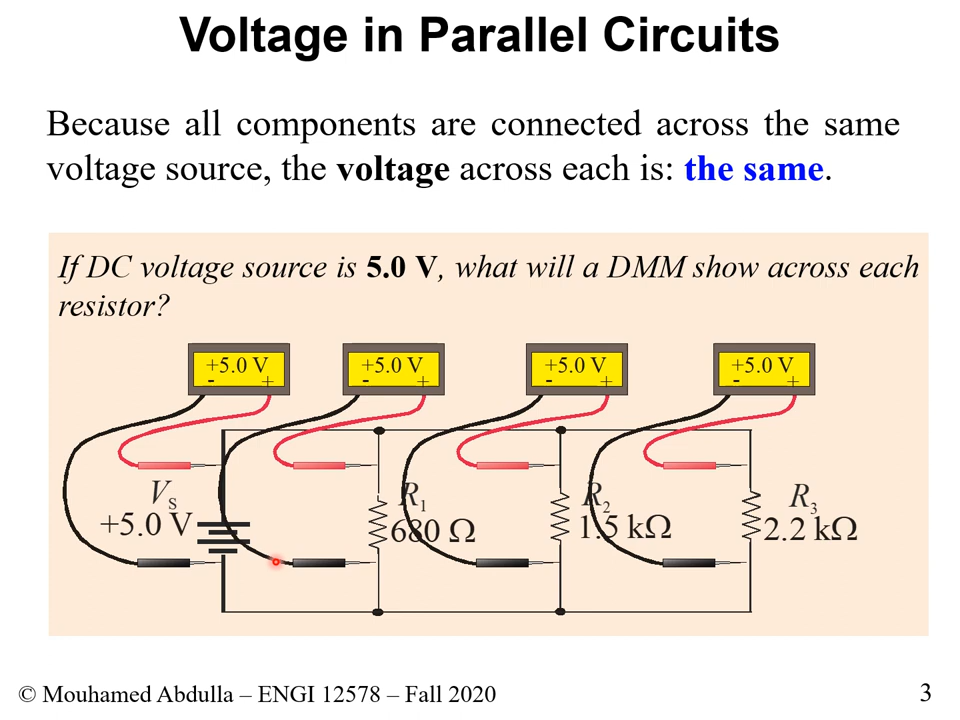 Voltage in Parallel Circuits
Because all components are connected across the same
voltage source, the voltage across each is: the same.
If DC voltage source is 5.0 V, what will a DMM show across each
resistor?
+5.0 V
- +
+5.0 V
- +
+5.0 V
- +
+5.0 V
- +
VS
+5.0 V
R1
680 Ω
R2
1.5 kΩ
R3
2.2 kΩ
© Mouhamed Abdulla – ENGI 12578 – Fall 2020
3